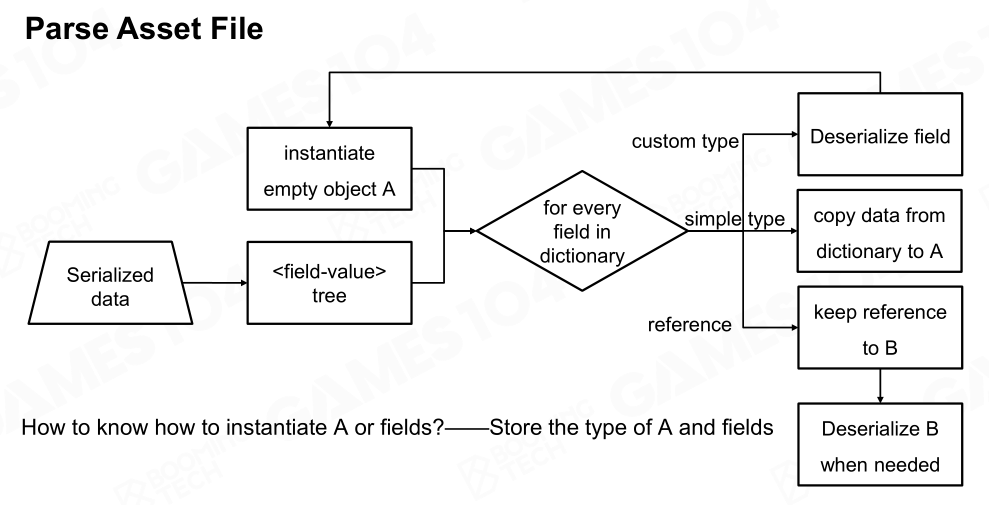 Parse Asset File
instantiate
empty object A
Serialized
data
<field-value>
tree
for every
field in
dictionary
custom type
simple type
reference
Deserialize field
copy data from
dictionary to A
keep reference
to B
Deserialize B
when needed
How to know how to instantiate A or fields?——Store the type of A and fields
GAMES104
BOOMING
TECH